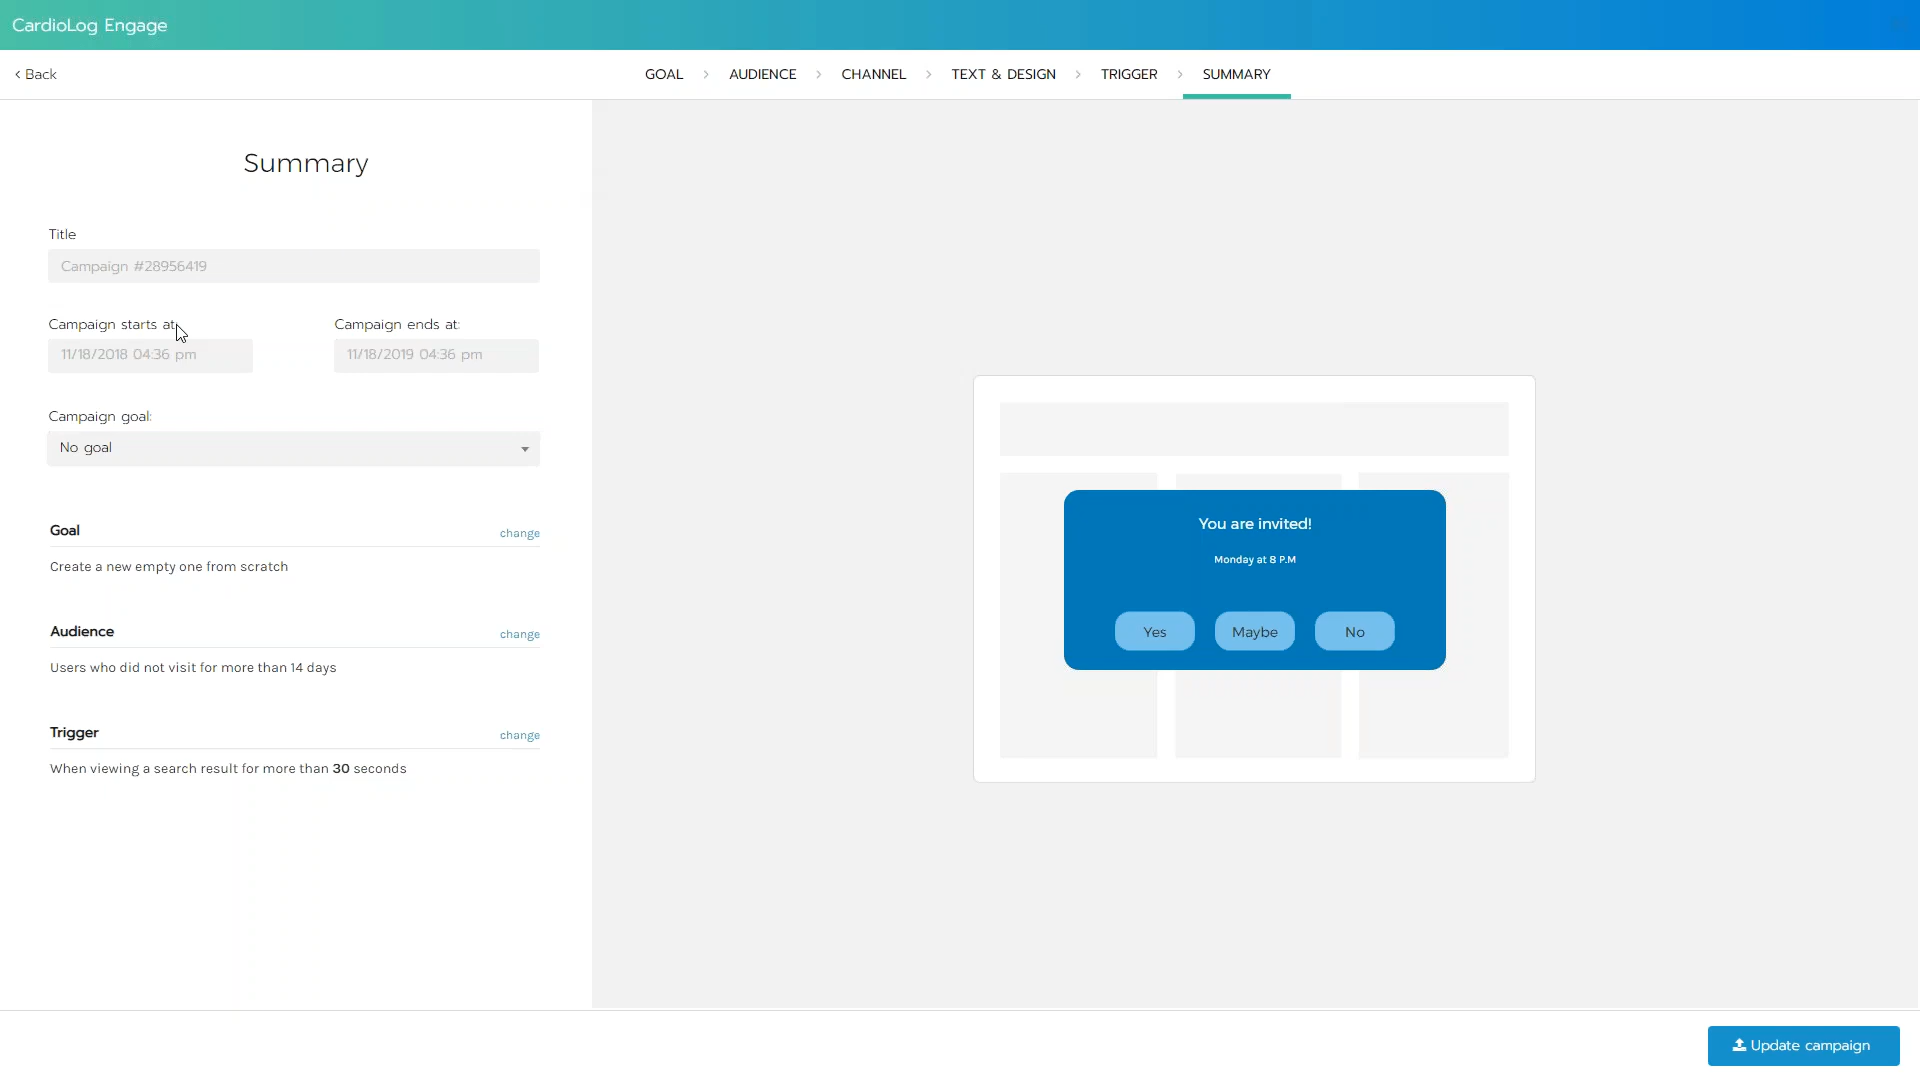 CardioLog Engage
Back
GOAL
AUDIENCE
CHANNEL
TEXT & DESIGN
TRIGGER
SUMMARY
Summary
Title
Campaign #28956419
Campaign starts at:
Campaign ends at:
11/18/2018 04:36 pm
11/18/2019 04:36 pm
Campaign goal:
No goal
Goal
change
Create a new empty one from scratch
Audience
change
Users who did not visit for more than 14 days
Trigger
change
When viewing a search result for more than 30 seconds
You are invited!
Monday at 8 P.M
Yes
Maybe
No
Update campaign